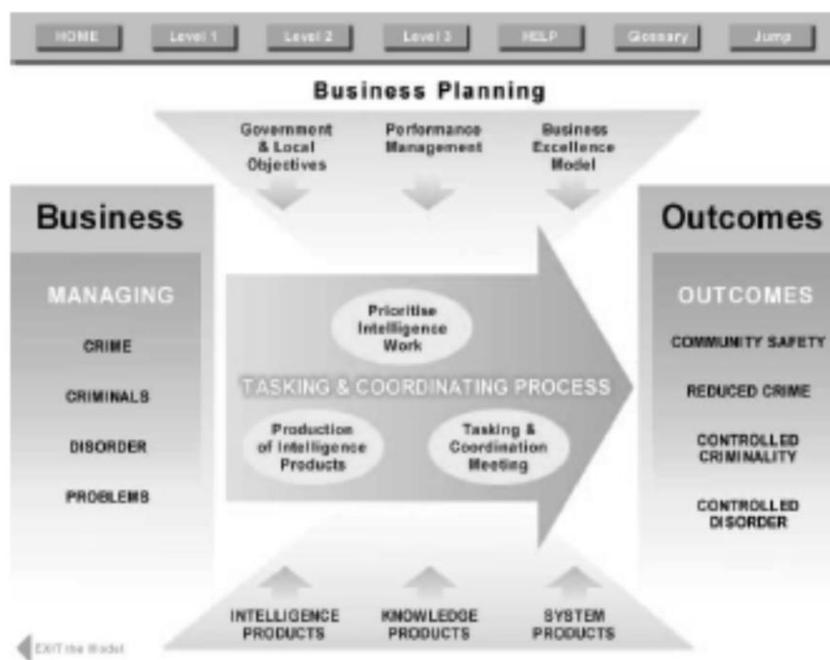 HOME Level 1 Level 2 Level 3 HELP Glossary Jump
Business Planning
Government
& Local
Objectives
Performance
Management
Business
Excellence
Model
Business
MANAGING
CRIME
CRIMINALS
DISORDER
PROBLEMS
Prioritise
Intelligence
Work
TASKING & COORDINATING PROCESS
Production
of Intelligence
Products
Tasking &
Coordination
Meeting
Outcomes
OUTCOMES
COMMUNITY SAFETY
REDUCED CRIME
CONTROLLED
CRIMINALITY
CONTROLLED
DISORDER
INTELLIGENCE
PRODUCTS
KNOWLEDGE
PRODUCTS
SYSTEM
PRODUCTS
EXIT the Model